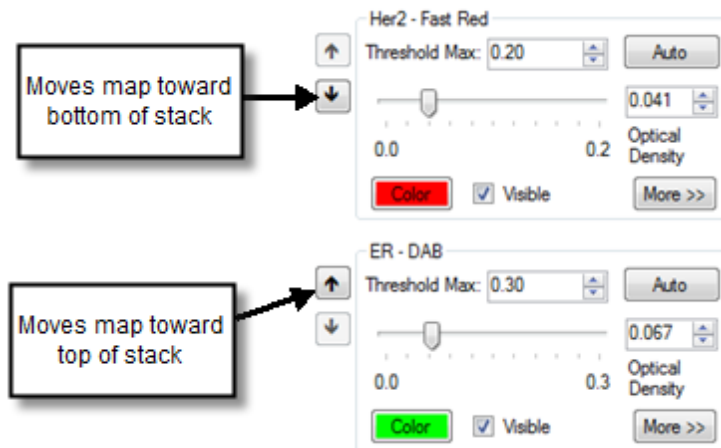 Her2 - Fast Red
Threshold Max: 0.20 Auto
Moves map toward
bottom of stack
0.041
0.0 0.2 Optical
Density
Color Visible More >>
ER - DAB
Threshold Max: 0.30 Auto
Moves map toward
top of stack
0.067
0.0 0.3 Optical
Density
Color Visible More >>